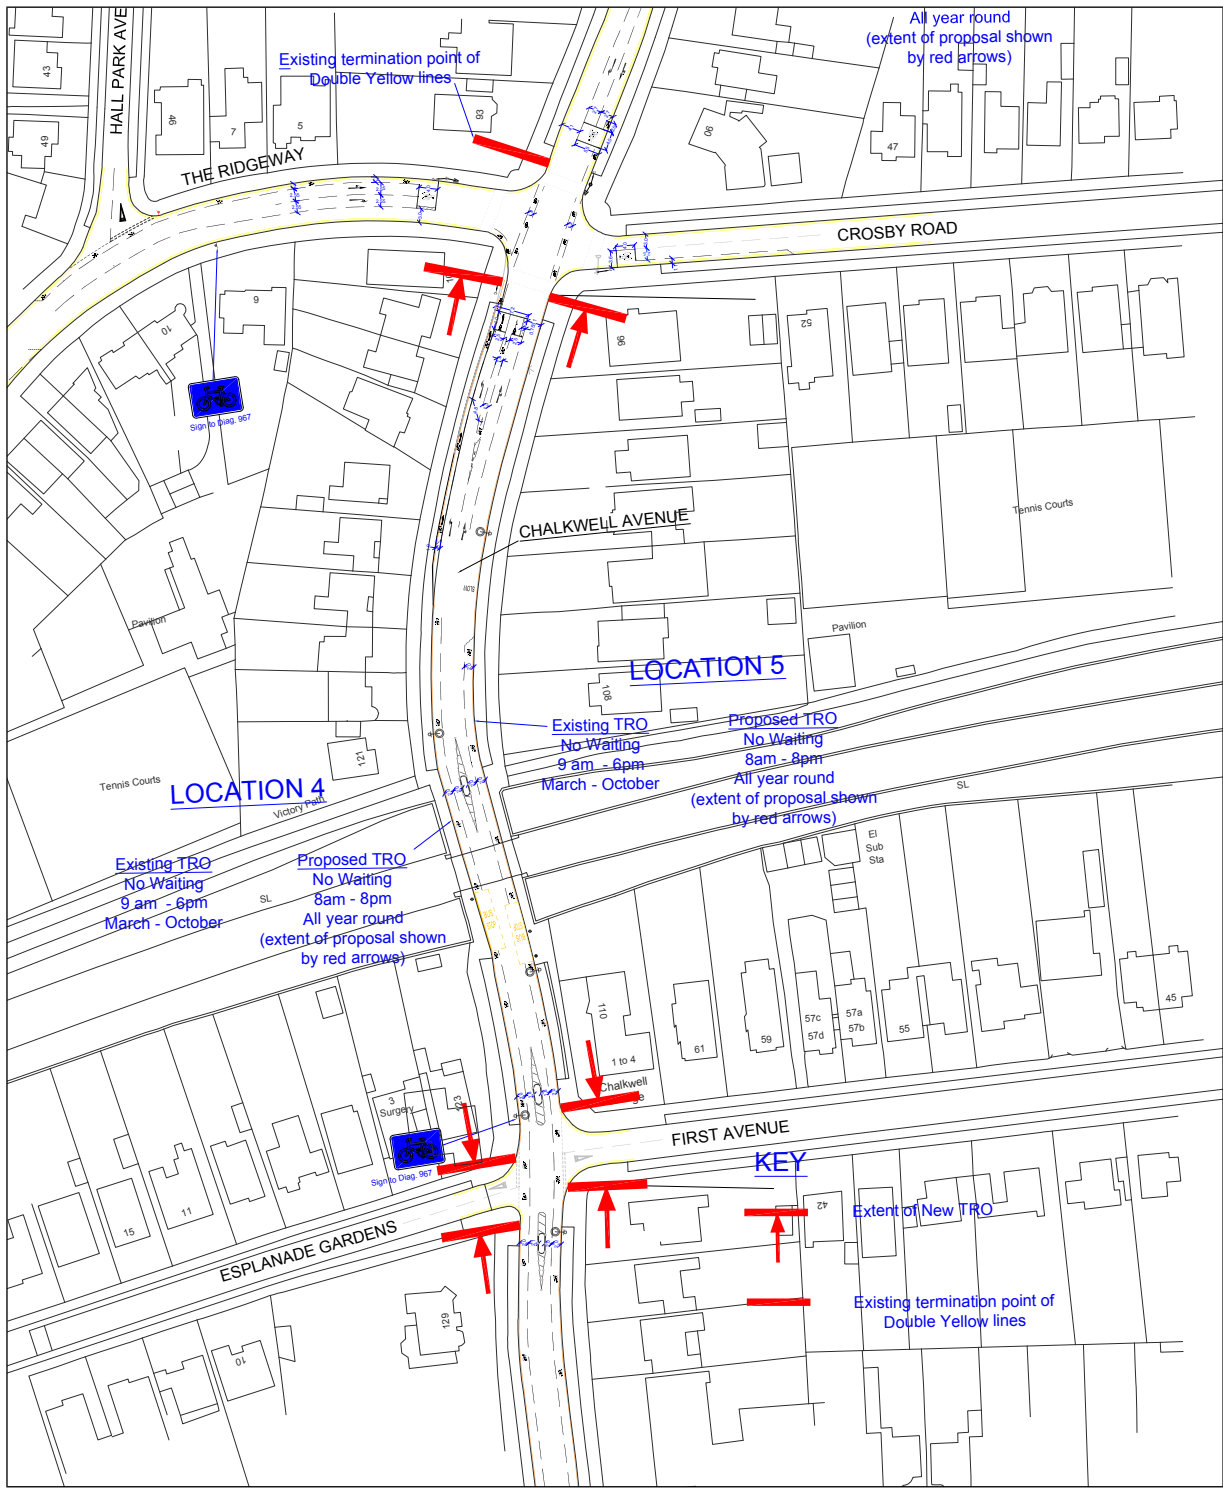 All year round
(extent of proposal shown
by red arrows)
Existing termination point of
Double Yellow lines
HALL PARK AVE
43
49
46
7
5
93
90
47
THE RIDGEWAY
CROSBY ROAD
9
10
96
52
Sign to Diag. 967
CHALKWELL AVENUE
Tennis Courts
SLOW
Pavilion
Pavilion
LOCATION 5
108
Existing TRO
No Waiting
9 am - 6pm
March - October
Proposed TRO
No Waiting
8am - 8pm
All year round
(extent of proposal shown
by red arrows)
121
Tennis Courts
LOCATION 4
Victory Path
SL
El
Sub
Sta
Existing TRO
No Waiting
9 am - 6pm
March - October
Proposed TRO
No Waiting
8am - 8pm
All year round
(extent of proposal shown
by red arrows)
SL
110
1 to 4
Chalkwell
61
59
57c
57d
57a
57b
55
45
3
Surgery
123
Sign to Diag. 967
FIRST AVENUE
KEY
42
Extent of New TRO
15
11
ESPLANADE GARDENS
Existing termination point of
Double Yellow lines
129
10